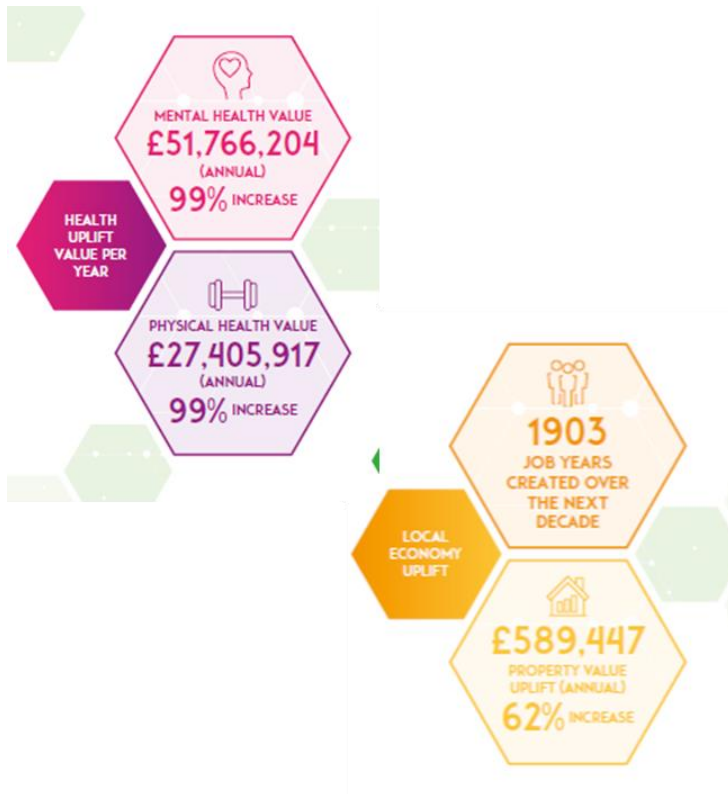 MENTAL HEALTH VALUE
£51,766,204
(ANNUAL)
99% INCREASE
HEALTH
UPLIFT
VALUE PER
YEAR
PHYSICAL HEALTH VALUE
£27,405,917
(ANNUAL)
99% INCREASE
1903
JOB YEARS
CREATED OVER
THE NEXT
DECADE
LOCAL
ECONOMY
UPLIFT
£589,447
PROPERTY VALUE
UPLIFT (ANNUAL)
62% INCREASE